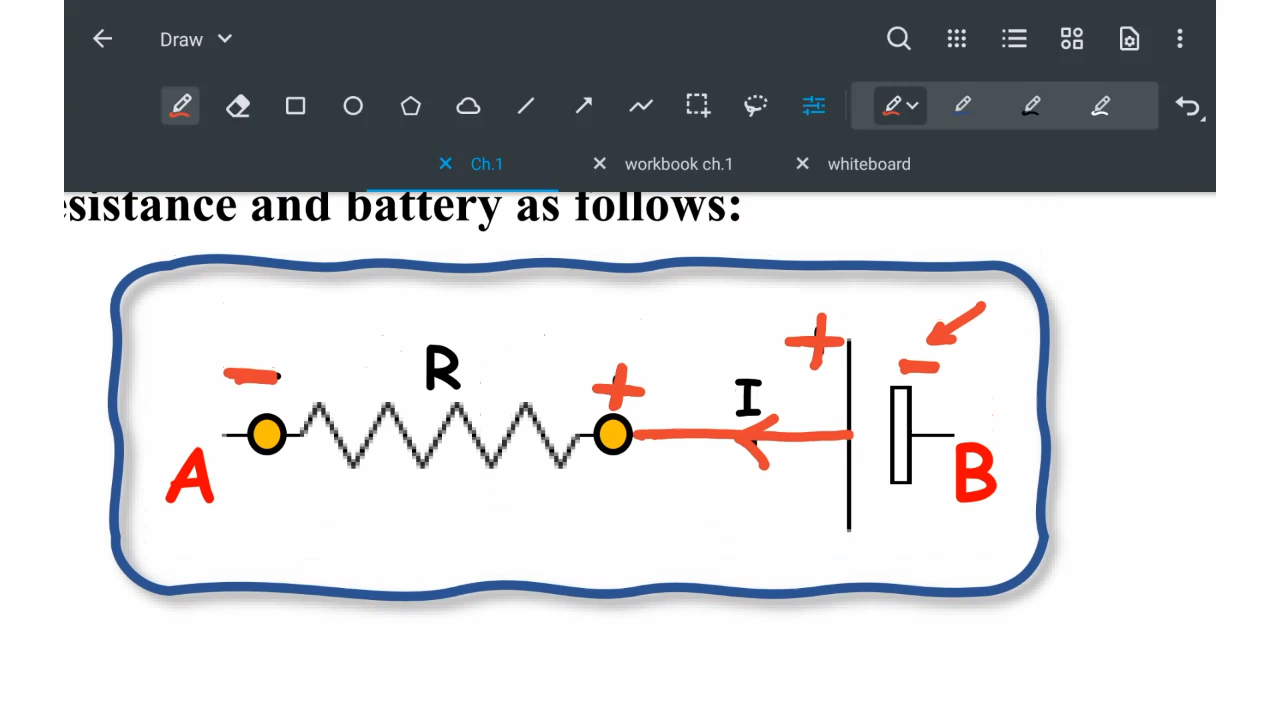 Draw
Ch.1 workbook ch.1 whiteboard
esistance and battery as follows:
− R + I + −
A B